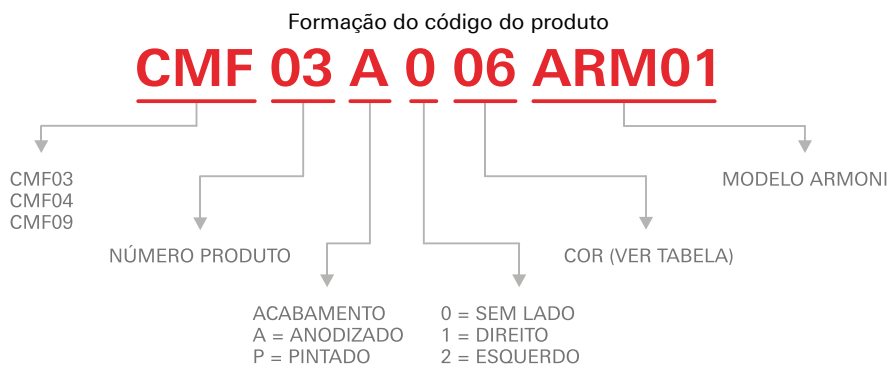 Formação do código do produto
CMF 03 A 0 06 ARM01
CMF03
CMF04
CMF09
MODELO ARMONI
NÚMERO PRODUTO
COR (VER TABELA)
ACABAMENTO
A = ANODIZADO
P = PINTADO
0 = SEM LADO
1 = DIREITO
2 = ESQUERDO